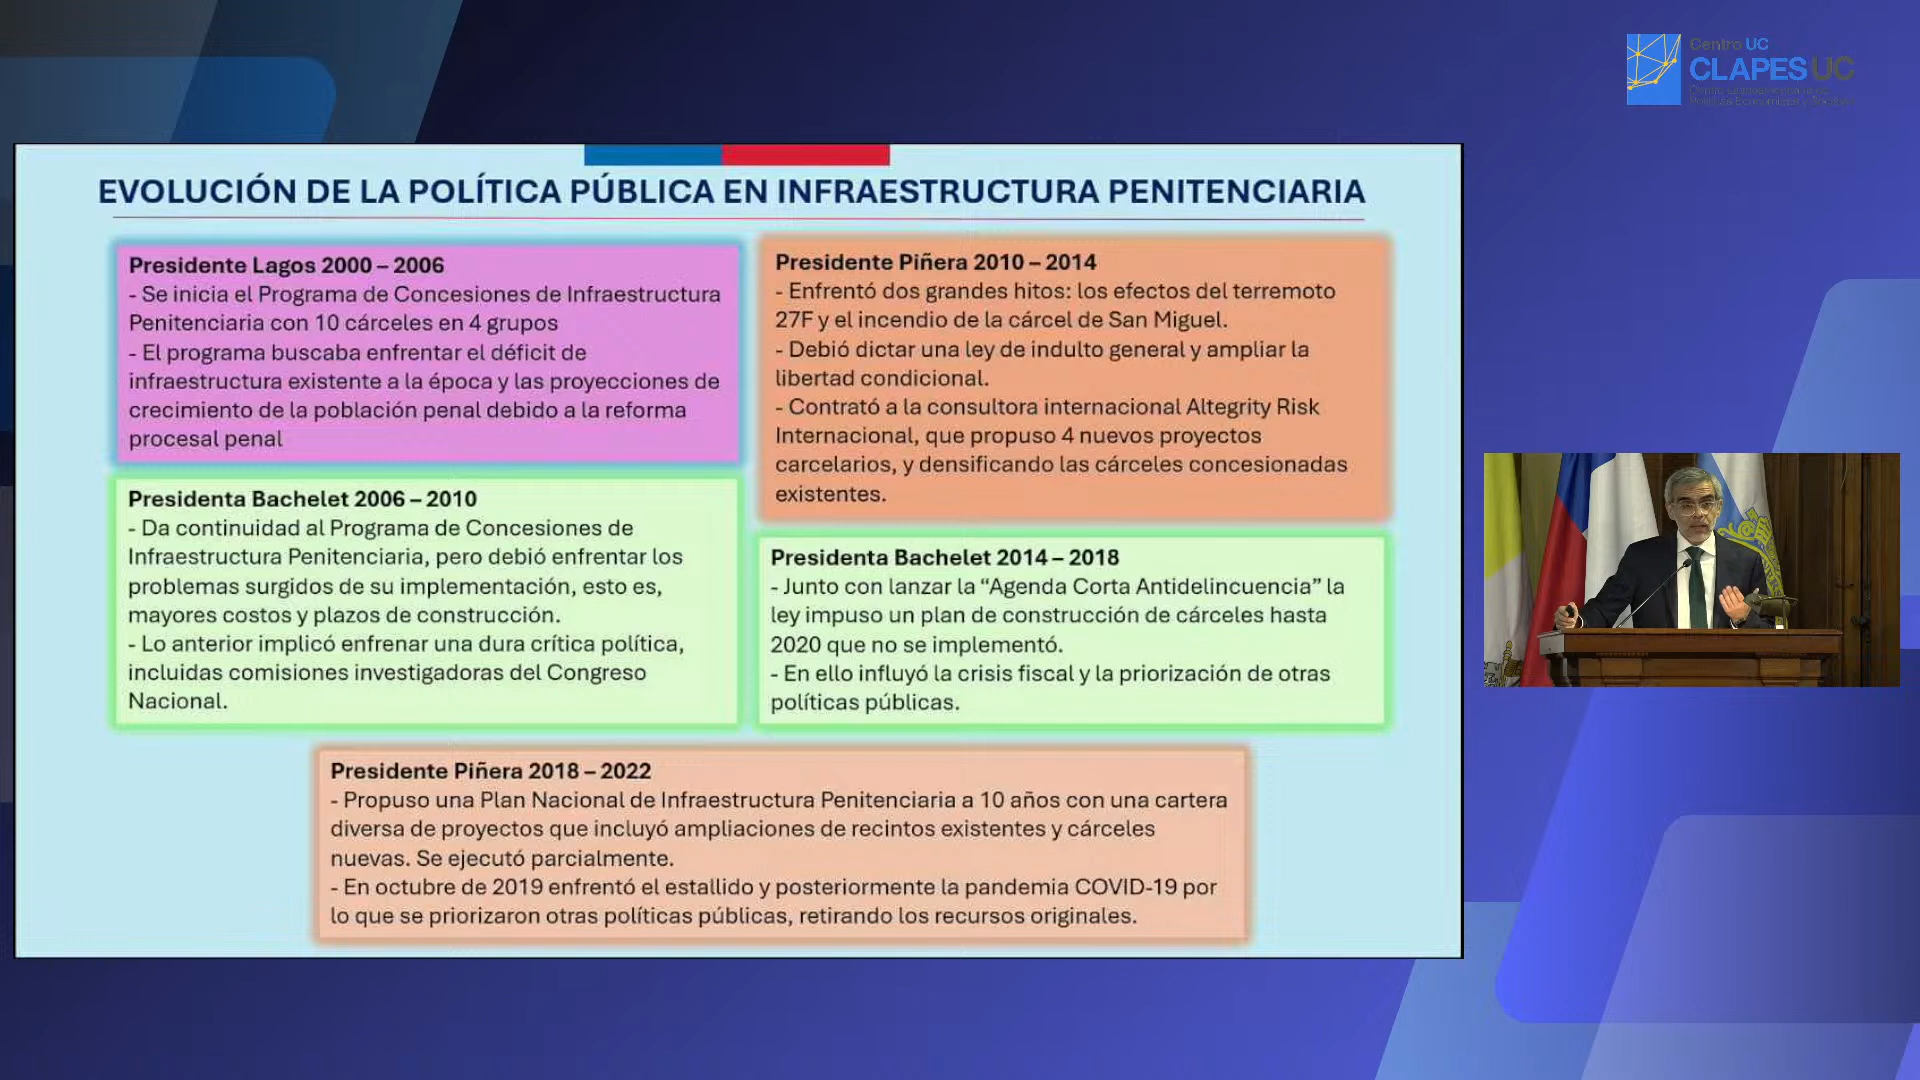 Centro UC
CLAPES UC
EVOLUCIÓN DE LA POLÍTICA PÚBLICA EN INFRAESTRUCTURA PENITENCIARIA
Presidente Lagos 2000 – 2006
- Se inicia el Programa de Concesiones de Infraestructura
Penitenciaria con 10 cárceles en 4 grupos
- El programa buscaba enfrentar el déficit de
infraestructura existente a la época y las proyecciones de
crecimiento de la población penal debido a la reforma
procesal penal
Presidenta Bachelet 2006 – 2010
- Da continuidad al Programa de Concesiones de
Infraestructura Penitenciaria, pero debió enfrentar los
problemas surgidos de su implementación, esto es,
mayores costos y plazos de construcción.
- Lo anterior implicó enfrenar una dura crítica política,
incluidas comisiones investigadoras del Congreso
Nacional.
Presidente Piñera 2010 – 2014
- Enfrentó dos grandes hitos: los efectos del terremoto
27F y el incendio de la cárcel de San Miguel.
- Debió dictar una ley de indulto general y ampliar la
libertad condicional.
- Contrató a la consultora internacional Altegrity Risk
Internacional, que propuso 4 nuevos proyectos
carcelarios, y densificando las cárceles concesionadas
existentes.
Presidenta Bachelet 2014 – 2018
- Junto con lanzar la “Agenda Corta Antidelincuencia” la
ley impuso un plan de construcción de cárceles hasta
2020 que no se implementó.
- En ello influyó la crisis fiscal y la priorización de otras
políticas públicas.
Presidente Piñera 2018 – 2022
- Propuso una Plan Nacional de Infraestructura Penitenciaria a 10 años con una cartera
diversa de proyectos que incluyó ampliaciones de recintos existentes y cárceles
nuevas. Se ejecutó parcialmente.
- En octubre de 2019 enfrentó el estallido y posteriormente la pandemia COVID-19 por
lo que se priorizaron otras políticas públicas, retirando los recursos originales.